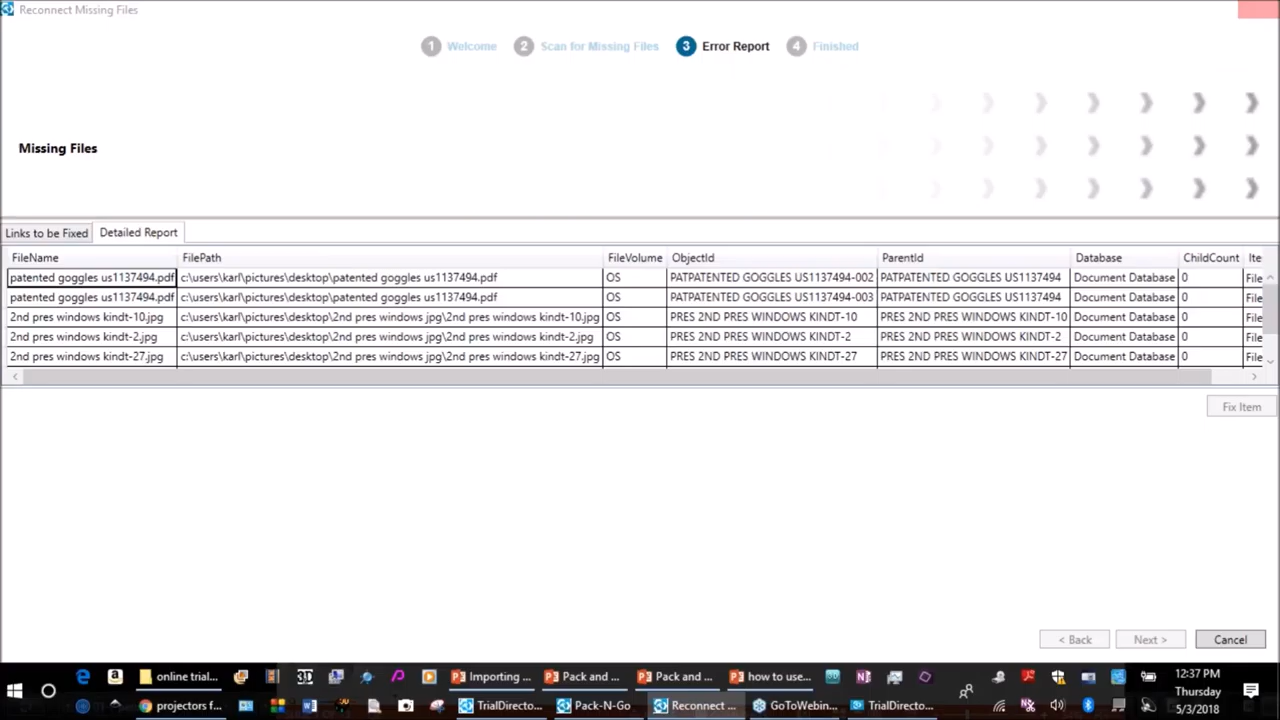 Reconnect Missing Files
1 Welcome 2 Scan for Missing Files 3 Error Report 4 Finished
Missing Files
Links to be Fixed Detailed Report
FileName FilePath FileVolume ObjectId ParentId Database ChildCount Ite
patented goggles us1137494.pdf c:\users\karl\pictures\desktop\patented goggles us1137494.pdf OS PATPATENTED GOGGLES US1137494-002 PATPATENTED GOGGLES US1137494 Document Database 0 File
patented goggles us1137494.pdf c:\users\karl\pictures\desktop\patented goggles us1137494.pdf OS PATPATENTED GOGGLES US1137494-003 PATPATENTED GOGGLES US1137494 Document Database 0 File
2nd pres windows kindt-10.jpg c:\users\karl\pictures\desktop\2nd pres windows jpg\2nd pres windows kindt-10.jpg OS PRES 2ND PRES WINDOWS KINDT-10 PRES 2ND PRES WINDOWS KINDT-10 Document Database 0 File
2nd pres windows kindt-2.jpg c:\users\karl\pictures\desktop\2nd pres windows jpg\2nd pres windows kindt-2.jpg OS PRES 2ND PRES WINDOWS KINDT-2 PRES 2ND PRES WINDOWS KINDT-2 Document Database 0 File
2nd pres windows kindt-27.jpg c:\users\karl\pictures\desktop\2nd pres windows jpg\2nd pres windows kindt-27.jpg OS PRES 2ND PRES WINDOWS KINDT-27 PRES 2ND PRES WINDOWS KINDT-27 Document Database 0 File
Fix Item
< Back Next > Cancel
online trial... Importing ... Pack and ... Pack and ... how to use... 12:37 PM
Thursday
projectors f... TrialDirecto... Pack-N-Go Reconnect ... GoToWebin... TrialDirecto... 5/3/2018